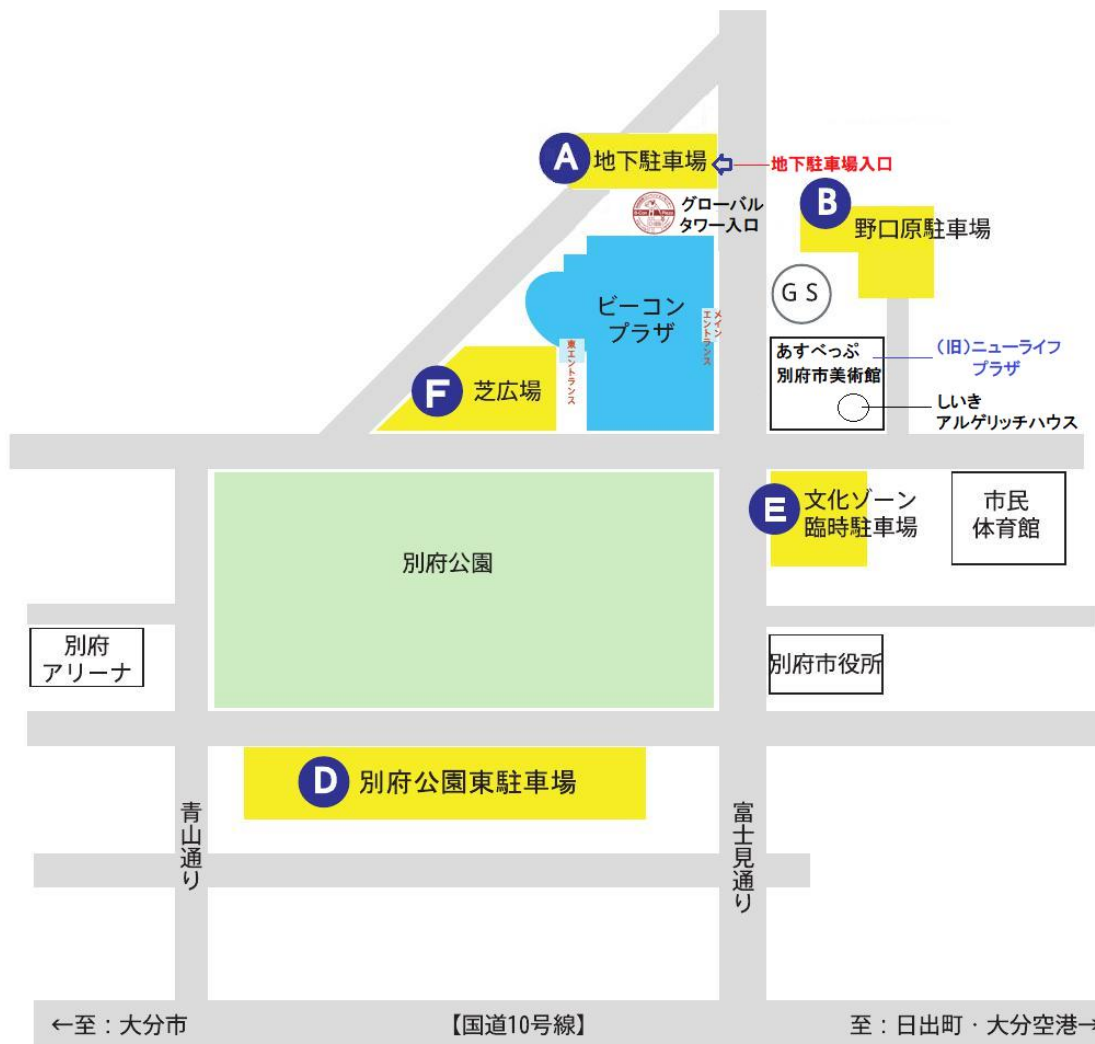 A
地下駐車場
地下駐車場入口
B
野口原駐車場
グローバル
タワー入口
GS
ビーコン
プラザ
メイン
エントランス
東エントランス
F
芝広場
あすべっぷ
別府市美術館
(旧)ニューライフ
プラザ
しいき
アルゲリッチハウス
E
文化ゾーン
臨時駐車場
市民
体育館
別府公園
別府
アリーナ
別府市役所
D
別府公園東駐車場
青山通り
富士見通り
←至：大分市
【国道10号線】
至：日出町・大分空港→